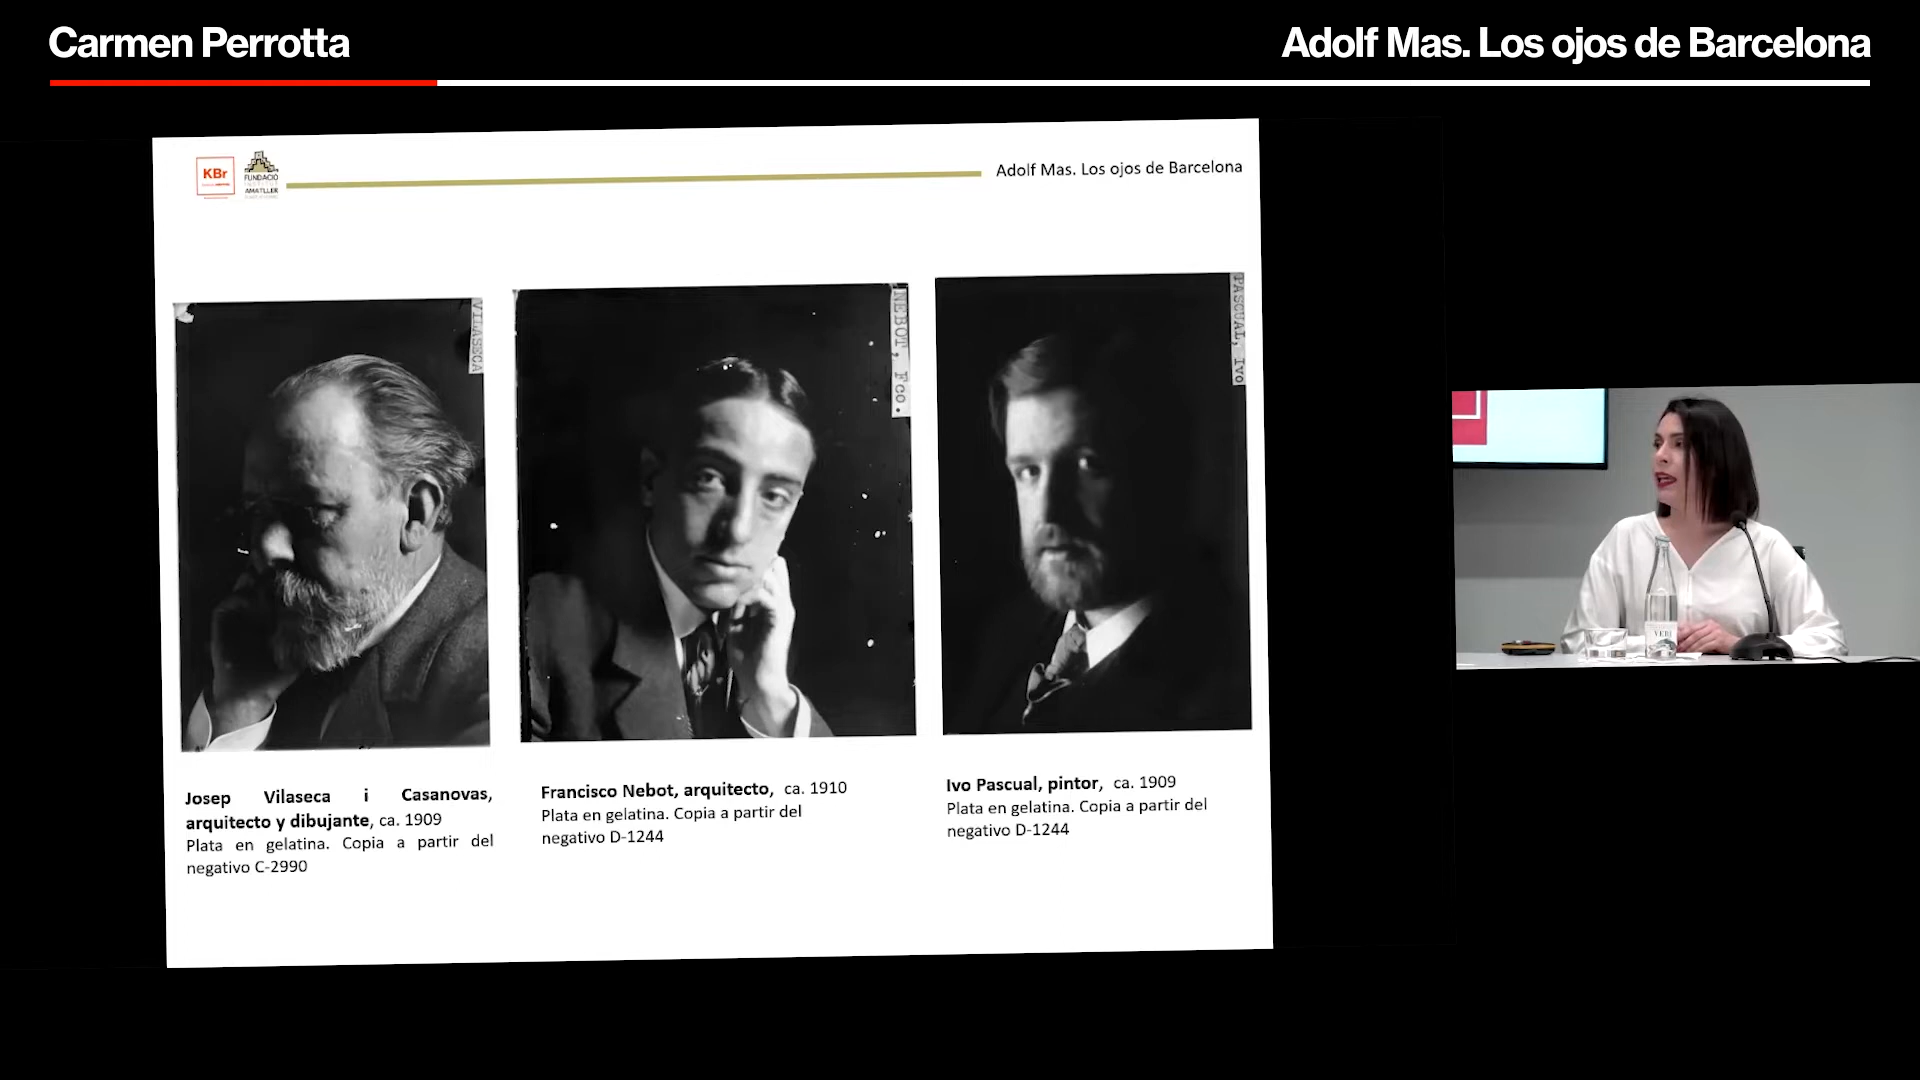 Carmen Perrotta
Adolf Mas. Los ojos de Barcelona
KBr
FUNDACIÓ
INSTITUT
AMATLLER
Adolf Mas. Los ojos de Barcelona
VILASECA
NEBOT, Fco.
PASCUAL, Ivo
Josep Vilaseca i Casanovas,
arquitecto y dibujante, ca. 1909
Plata en gelatina. Copia a partir del
negativo C-2990
Francisco Nebot, arquitecto, ca. 1910
Plata en gelatina. Copia a partir del
negativo D-1244
Ivo Pascual, pintor, ca. 1909
Plata en gelatina. Copia a partir del
negativo D-1244
VERI